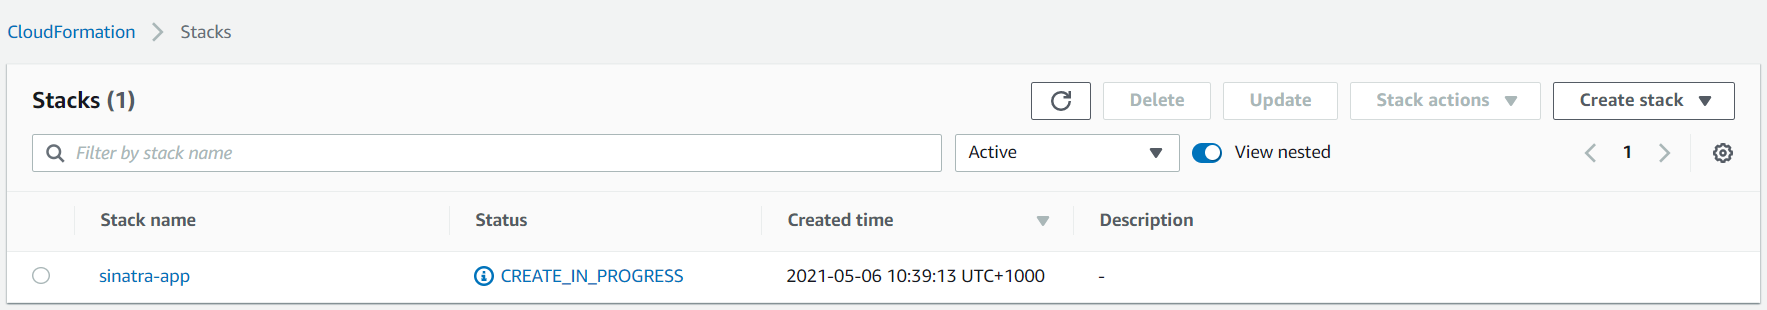 CloudFormation > Stacks
Stacks (1)
Delete
Update
Stack actions
Create stack
Filter by stack name
Active
View nested
1
Stack name Status Created time Description
sinatra-app CREATE_IN_PROGRESS 2021-05-06 10:39:13 UTC+1000 -